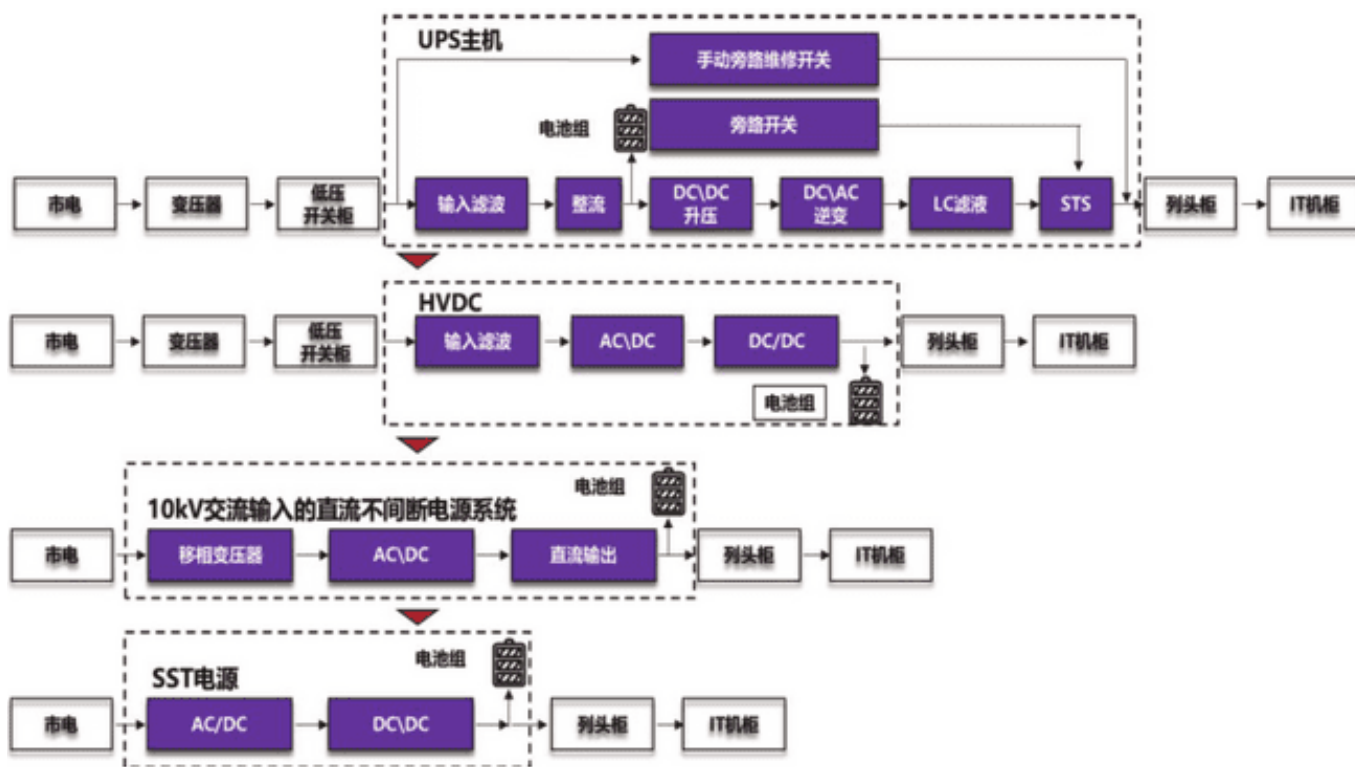 UPS主机
手动旁路维修开关
电池组
旁路开关
市电
变压器
低压
开关柜
输入滤波
整流
DC\DC
升压
DC\AC
逆变
LC滤液
STS
列头柜
IT机柜
HVDC
市电
变压器
低压
开关柜
输入滤波
AC\DC
DC/DC
列头柜
IT机柜
电池组
电池组
10kV交流输入的直流不间断电源系统
市电
移相变压器
AC\DC
直流输出
列头柜
IT机柜
电池组
SST电源
市电
AC/DC
DC\DC
列头柜
IT机柜